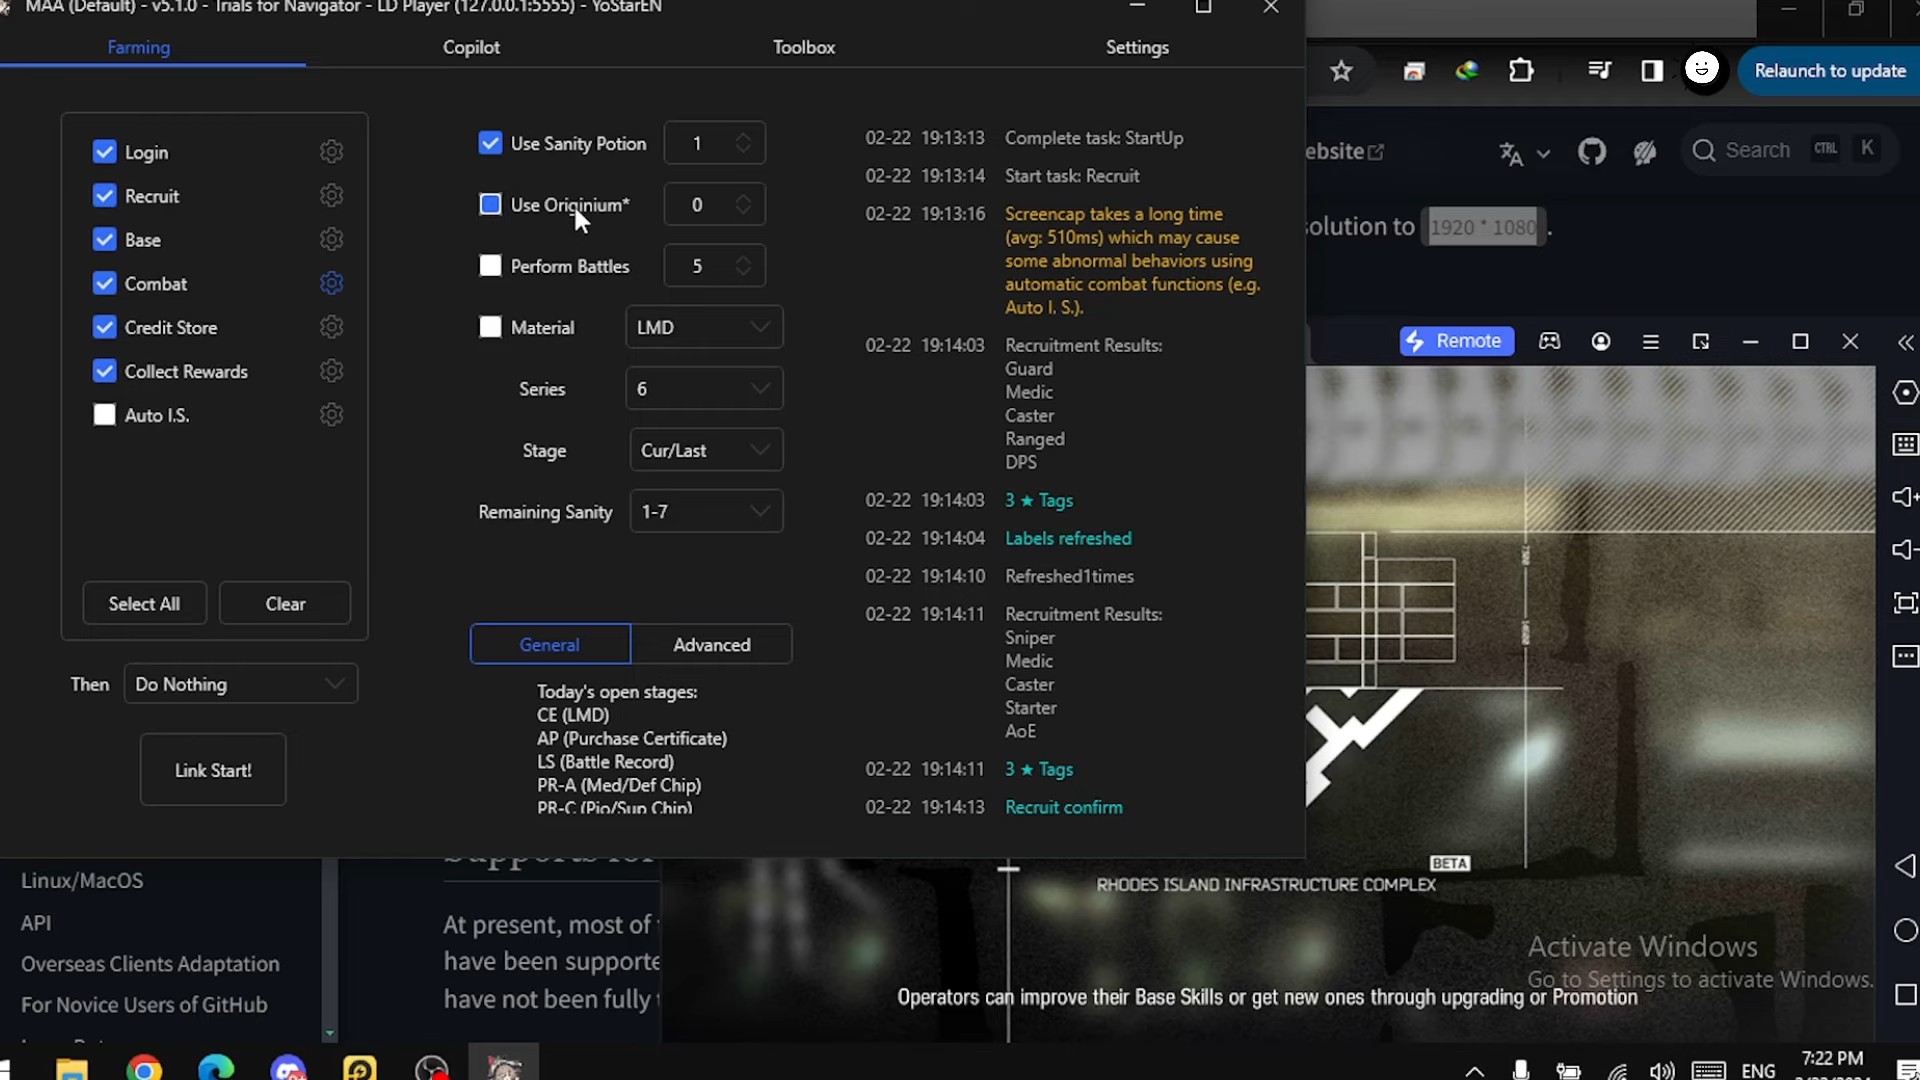 MAA (Default) - v5.1.0 - Trials for Navigator - LD Player (127.0.0.1:5555) - YoStarEN
Farming
Copilot
Toolbox
Settings
Login
Recruit
Base
Combat
Credit Store
Collect Rewards
Auto I.S.
Select All
Clear
Then
Do Nothing
Link Start!
Use Sanity Potion
1
Use Originium*
0
Perform Battles
5
Material
LMD
Series
6
Stage
Cur/Last
Remaining Sanity
1-7
General
Advanced
Today's open stages:
CE (LMD)
AP (Purchase Certificate)
LS (Battle Record)
PR-A (Med/Def Chip)
PR-C (Pio/Sup Chip)
02-22 19:13:13 Complete task: StartUp
02-22 19:13:14 Start task: Recruit
02-22 19:13:16 Screencap takes a long time
(avg: 510ms) which may cause
some abnormal behaviors using
automatic combat functions (e.g.
Auto I. S.).
02-22 19:14:03 Recruitment Results:
Guard
Medic
Caster
Ranged
DPS
02-22 19:14:03 3 ★ Tags
02-22 19:14:04 Labels refreshed
02-22 19:14:10 Refreshed1times
02-22 19:14:11 Recruitment Results:
Sniper
Medic
Caster
Starter
AoE
02-22 19:14:11 3 ★ Tags
02-22 19:14:13 Recruit confirm
Relaunch to update
ebsite
Search CTRL K
solution to 1920 * 1080 .
Remote
BETA
RHODES ISLAND INFRASTRUCTURE COMPLEX
Activate Windows
Go to Settings to activate Windows.
Operators can improve their Base Skills or get new ones through upgrading or Promotion
Linux/MacOS
API
Overseas Clients Adaptation
For Novice Users of GitHub
Supports for
At present, most of
have been supporte
have not been fully
ENG
7:22 PM